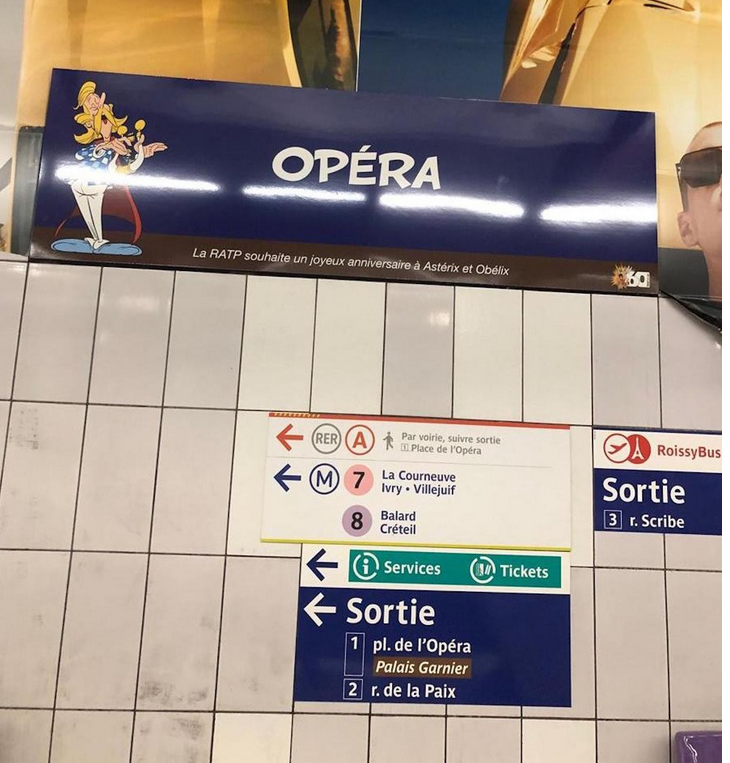 OPÉRA
La RATP souhaite un joyeux anniversaire à Astérix et Obélix
60
RER A Par voirie, suivre sortie
1 Place de l'Opéra
M 7 La Courneuve
Ivry • Villejuif
8 Balard
Créteil
RoissyBus
Sortie
3 r. Scribe
i Services Tickets
Sortie
1 pl. de l'Opéra
Palais Garnier
2 r. de la Paix